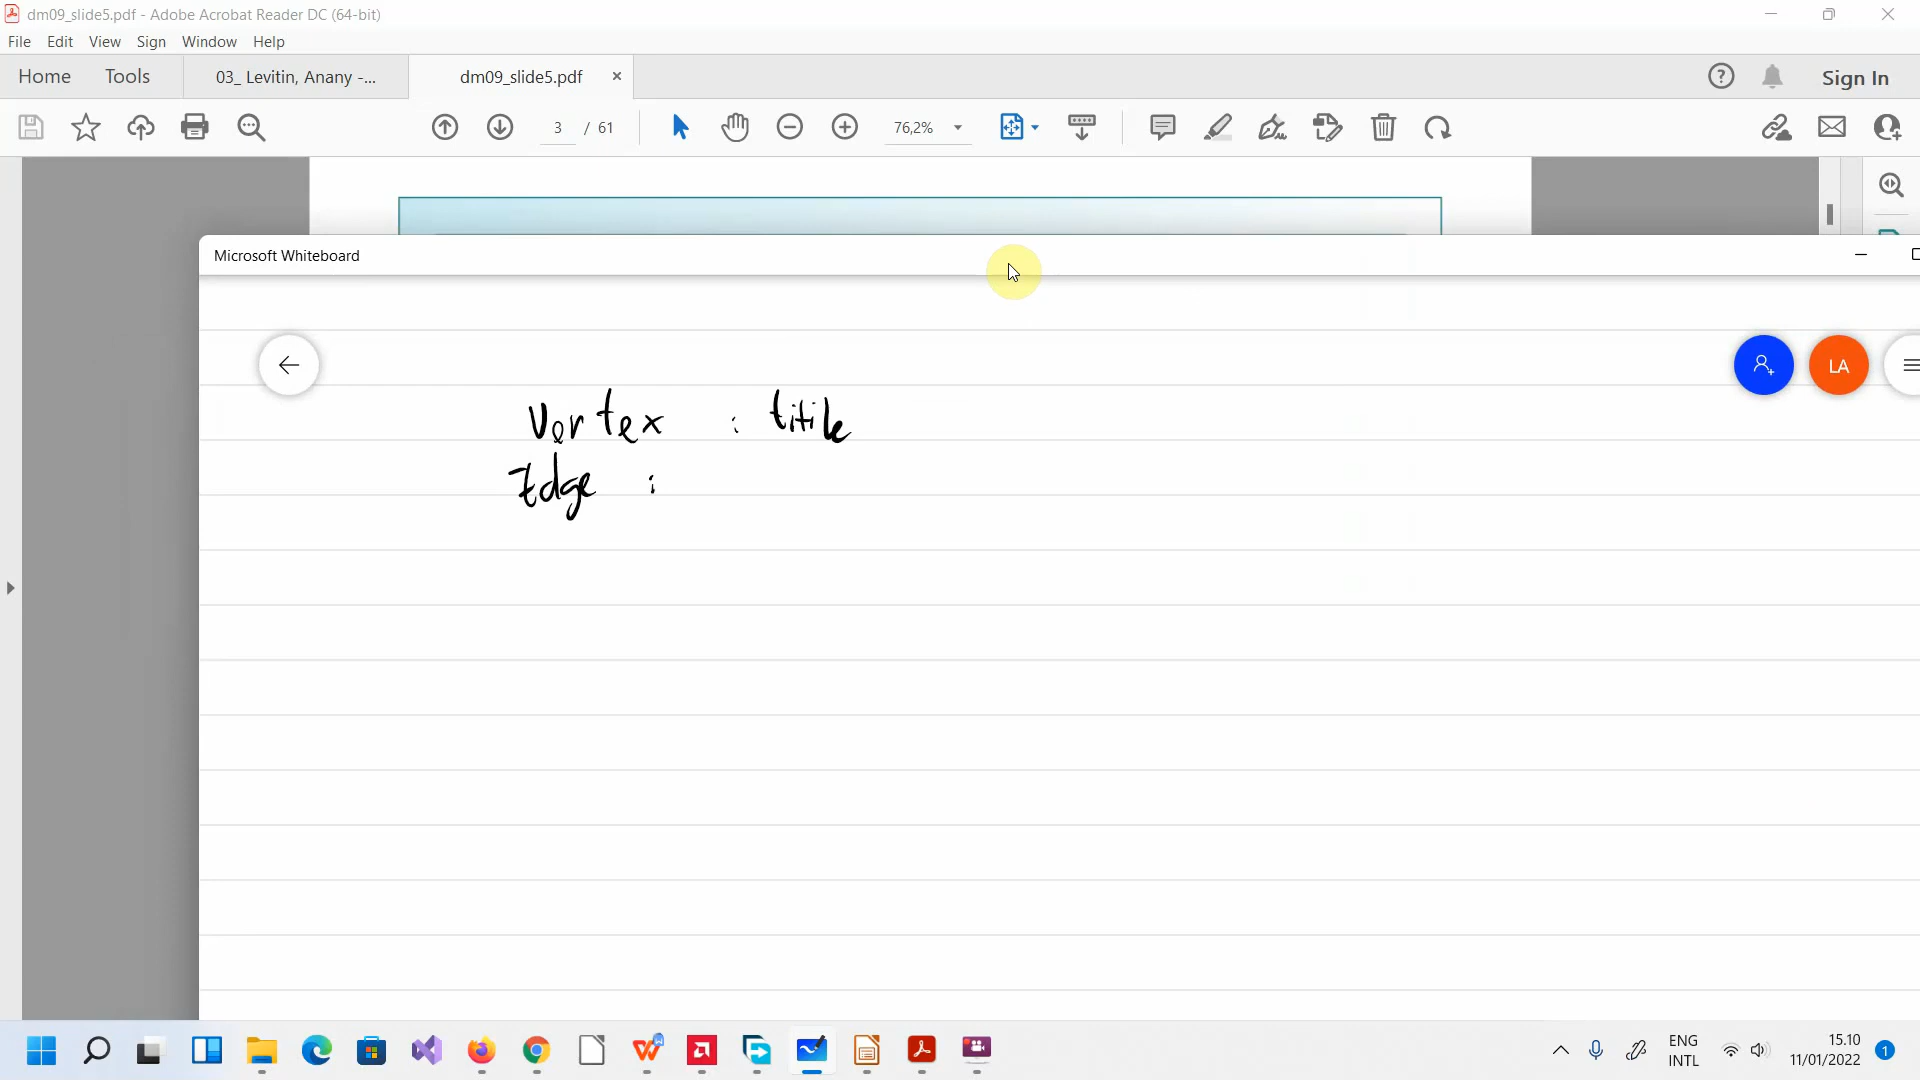 dm09_slide5.pdf - Adobe Acrobat Reader DC (64-bit)
File Edit View Sign Window Help
Home Tools 03_ Levitin, Anany -... dm09_slide5.pdf Sign In
3 / 61 76,2%
Microsoft Whiteboard
LA
Vertex : titik
Edge :
ENG
INTL
15.10
11/01/2022
1